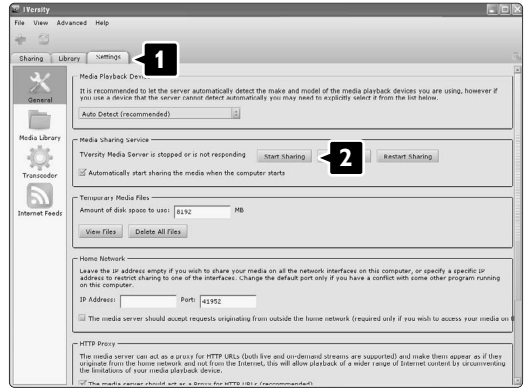 TVersity
File View Advanced Help
Sharing Library Settings
1
General
Media Library
Transcoder
Internet Feeds
Media Playback Device
It is recommended to let the server automatically detect the make and model of the media playback devices you are using, however if
you use a device that the server cannot detect automatically you may need to explicitly select it from the list below.
Auto Detect (recommended)
Media Sharing Service
TVersity Media Server is stopped or is not responding Start Sharing 2 Restart Sharing
Automatically start sharing the media when the computer starts
Temporary Media Files
Amount of disk space to use: 8192 MB
View Files Delete All Files
Home Network
Leave the IP address empty if you wish to share your media on all the network interfaces on this computer, or specify a specific IP
address to restrict sharing to one of the interfaces. Change the default port only if you have a conflict with some other program running
on this computer.
IP Address: Port: 41952
The media server should accept requests originating from outside the home network (required only if you wish to access your media on
HTTP Proxy
The media server can act as a proxy for HTTP URLs (both live and on-demand streams are supported) and make them appear as if they
originate from the home network and not from the Internet, this will allow playback of a wider range of Internet content by circumventing
the limitations of your media playback device.
The media server should act as a Proxy for HTTP URLs (recommended)